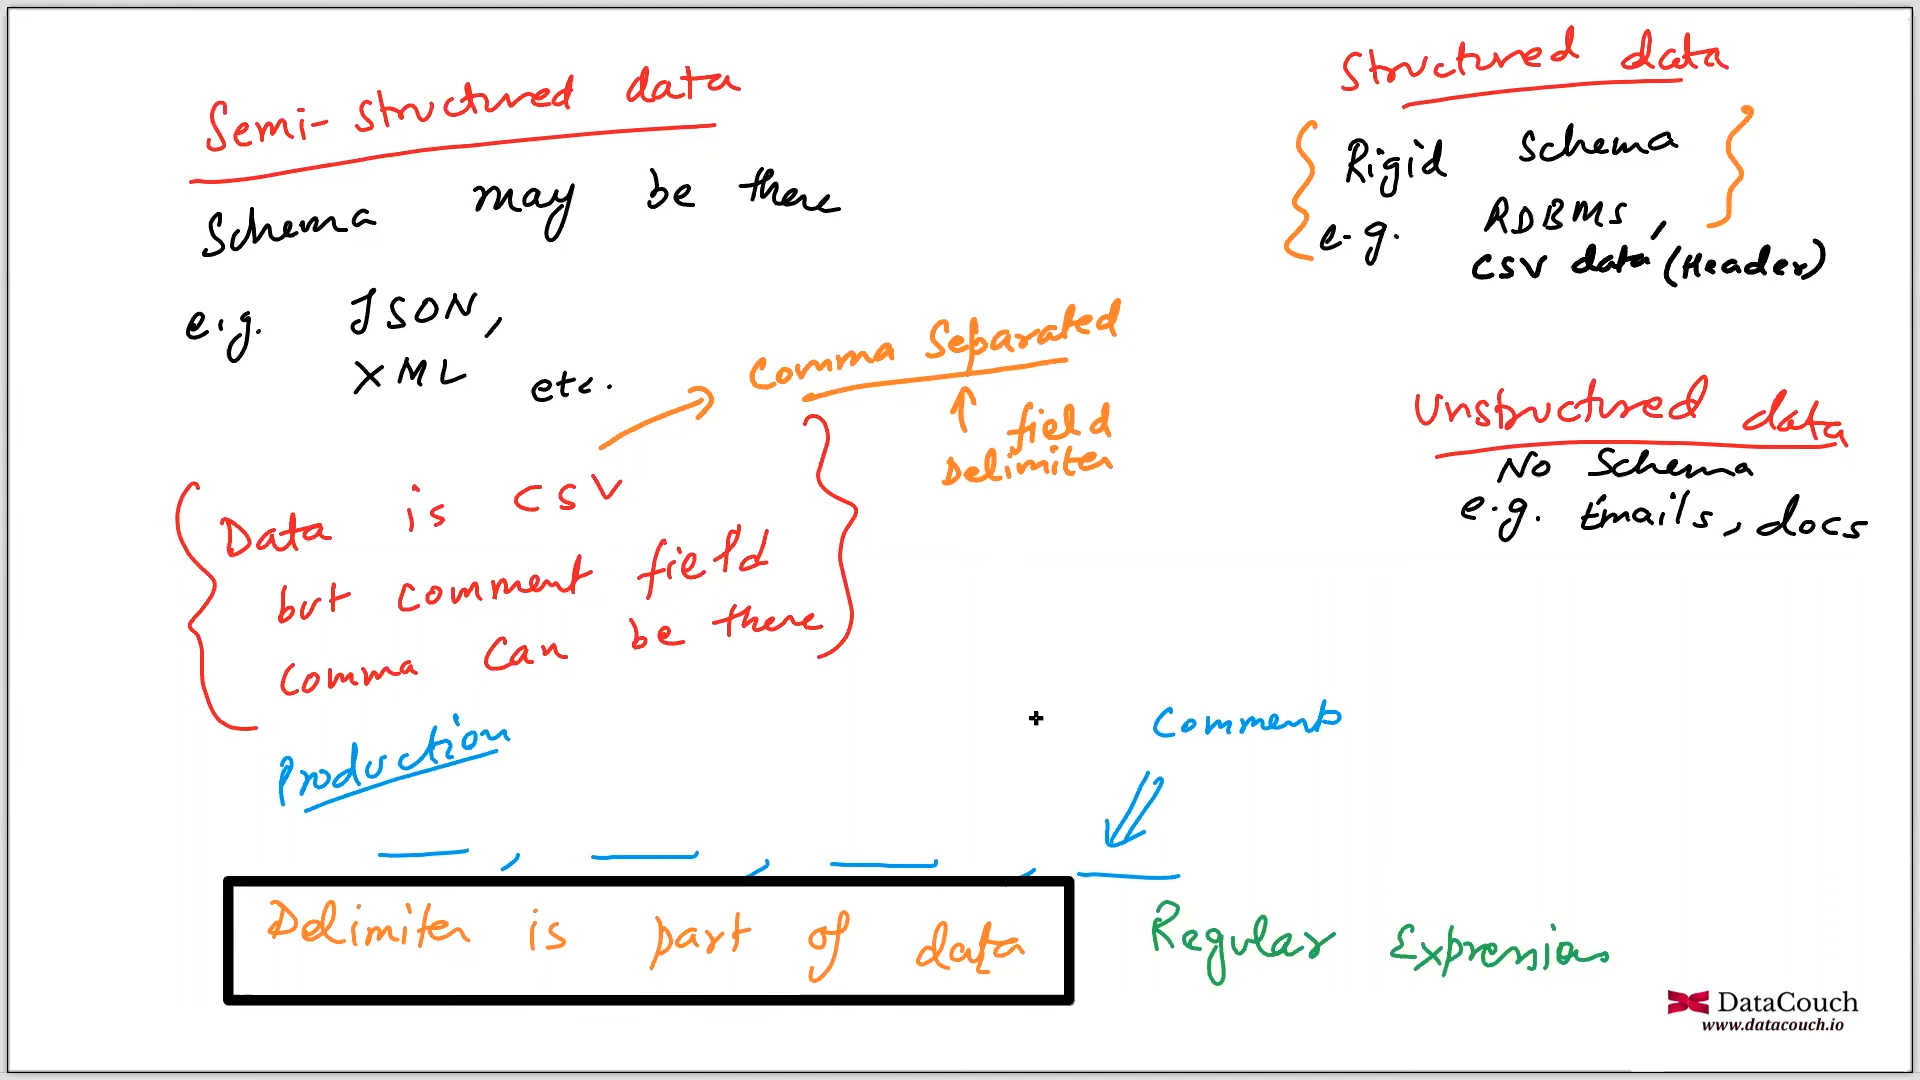 Semi-structured data
Schema may be there
e.g. JSON,
XML etc.
Structured data
Rigid Schema
e.g. RDBMS,
CSV data (Header)
Comma Separated
field
Delimiter
Unstructured data
No Schema
e.g. Emails, docs
Data is CSV
but comment field
comma can be there
Production
Comments
, , ,
Delimiter is part of data
Regular Expressions
DataCouch
www.datacouch.io